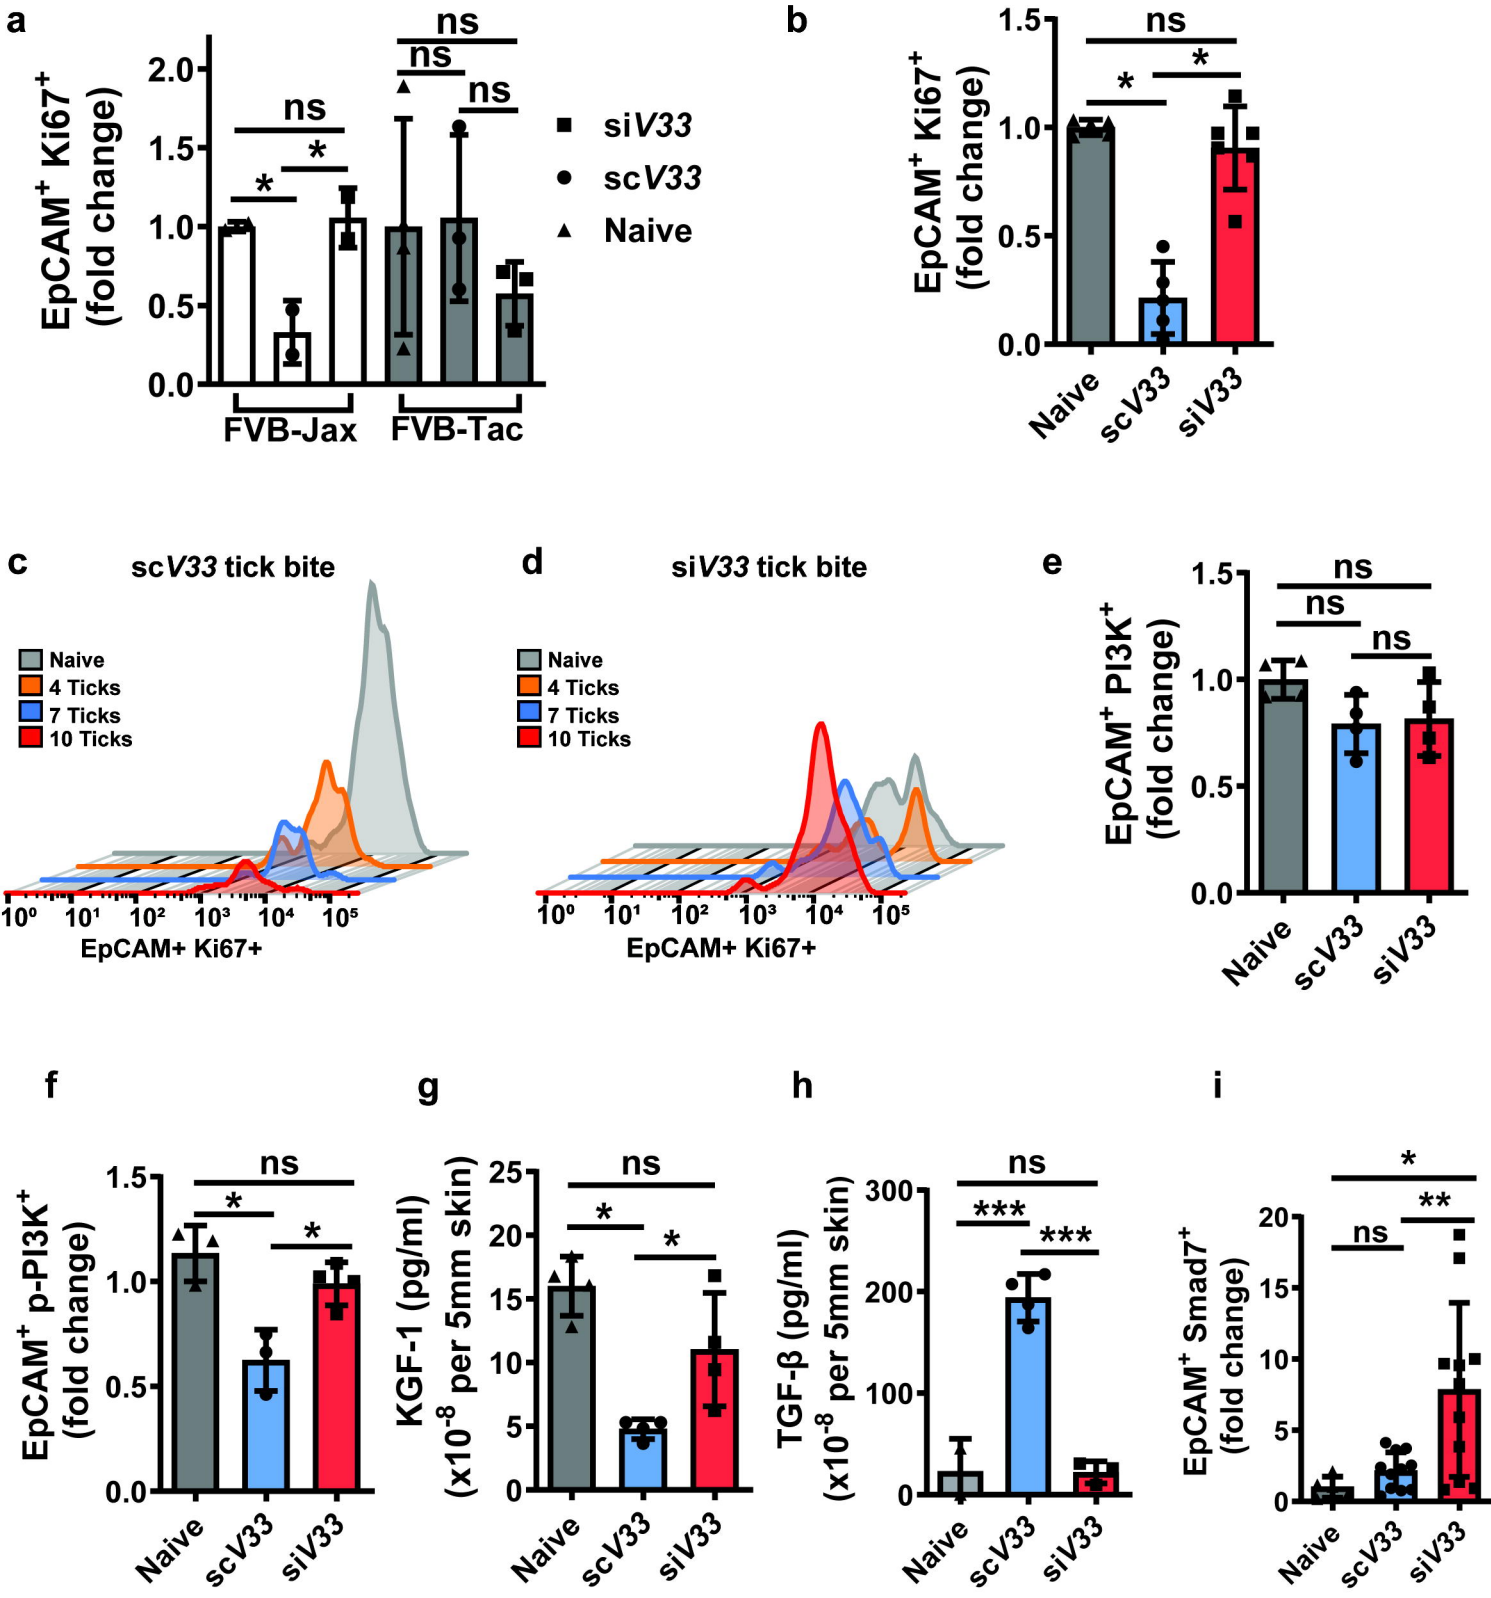 a
EpCAM⁺ Ki67⁺
(fold change)
2.0
1.5
1.0
0.5
0.0
ns
*
*
ns
ns
ns
siV33
scV33
Naive
FVB-Jax
FVB-Tac
b
EpCAM⁺ Ki67⁺
(fold change)
1.5
1.0
0.5
0.0
ns
*
*
Naive
scV33
siV33
c
scV33 tick bite
Naive
4 Ticks
7 Ticks
10 Ticks
10⁰ 10¹ 10² 10³ 10⁴ 10⁵
EpCAM+ Ki67+
d
siV33 tick bite
Naive
4 Ticks
7 Ticks
10 Ticks
10⁰ 10¹ 10² 10³ 10⁴ 10⁵
EpCAM+ Ki67+
e
EpCAM⁺ PI3K⁺
(fold change)
1.5
1.0
0.5
0.0
ns
ns
ns
Naive
scV33
siV33
f
EpCAM⁺ p-PI3K⁺
(fold change)
1.5
1.0
0.5
0.0
ns
*
*
Naive
scV33
siV33
g
KGF-1 (pg/ml)
(x10⁻⁸ per 5mm skin)
25
20
15
10
5
0
ns
*
*
Naive
scV33
siV33
h
TGF-β (pg/ml)
(x10⁻⁸ per 5mm skin)
300
200
100
0
ns
***
***
Naive
scV33
siV33
i
EpCAM⁺ Smad7⁺
(fold change)
20
15
10
5
0
*
**
ns
Naive
scV33
siV33